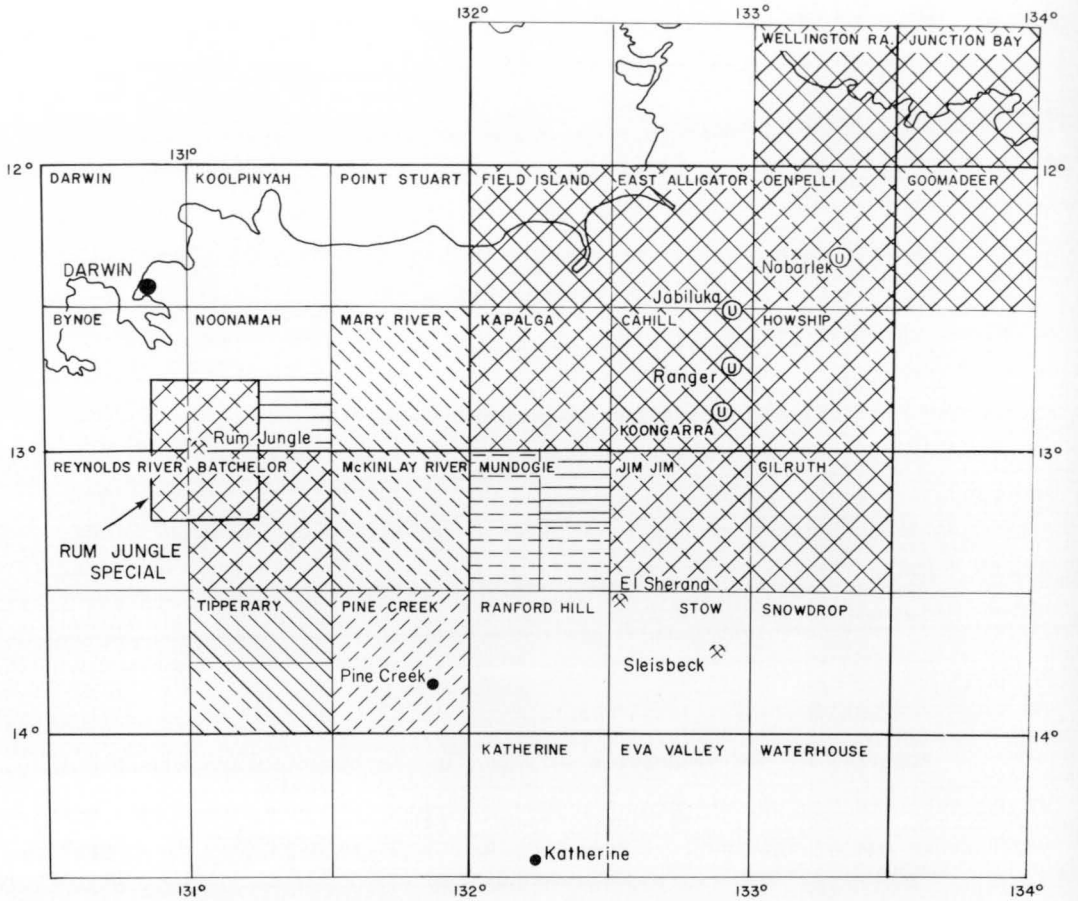 132° 133° 134°
WELLINGTON RA. JUNCTION BAY
131°
12° 12°
DARWIN KOOLPINYAH POINT STUART FIELD ISLAND EAST ALLIGATOR OENPELLI GOOMADEER
Nabarlek U
DARWIN
Jabiluka U
BYNOE NOONAMAH MARY RIVER KAPALGA CAHILL HOWSHIP
Ranger U
U
KOONGARRA
Rum Jungle
13° 13°
REYNOLDS RIVER BATCHELOR McKINLAY RIVER MUNDOGIE JIM JIM GILRUTH
RUM JUNGLE
SPECIAL
El Sherana
TIPPERARY PINE CREEK RANFORD HILL STOW SNOWDROP
Sleisbeck
Pine Creek
14° 14°
KATHERINE EVA VALLEY WATERHOUSE
Katherine
131° 132° 133° 134°